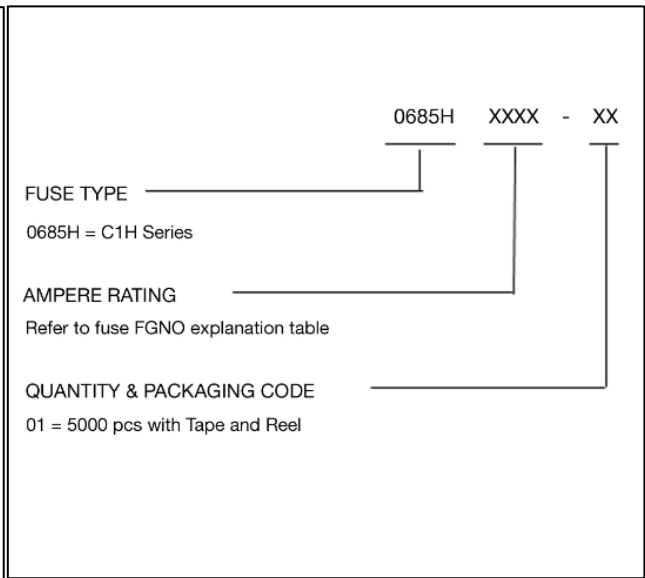 0685H XXXX - XX
FUSE TYPE
0685H = C1H Series
AMPERE RATING
Refer to fuse FGNO explanation table
QUANTITY & PACKAGING CODE
01 = 5000 pcs with Tape and Reel